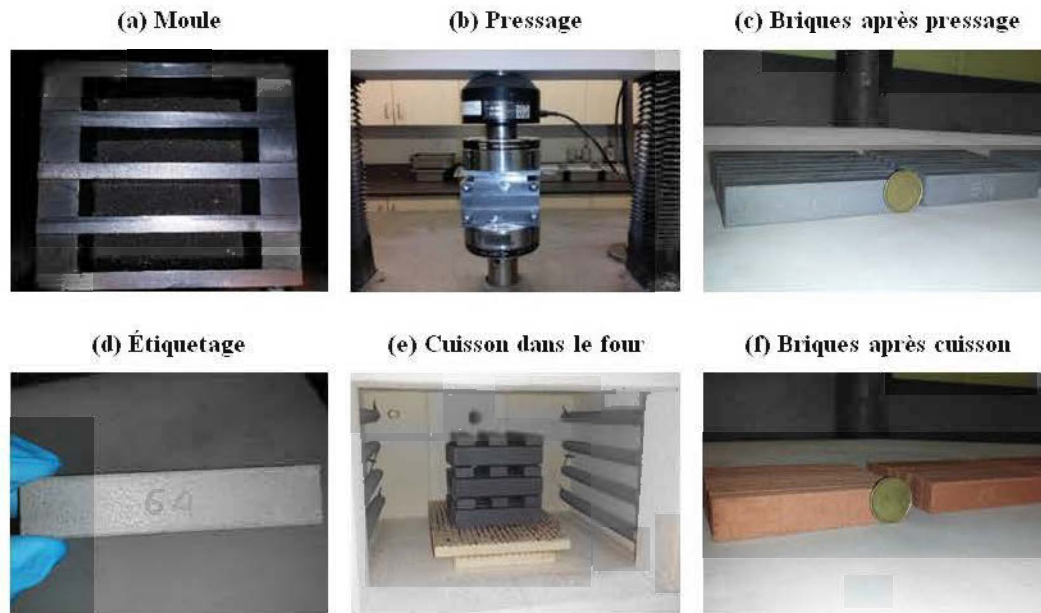 (a) Moule
(b) Pressage
(c) Briques après pressage
(d) Étiquetage
(e) Cuisson dans le four
(f) Briques après cuisson
64